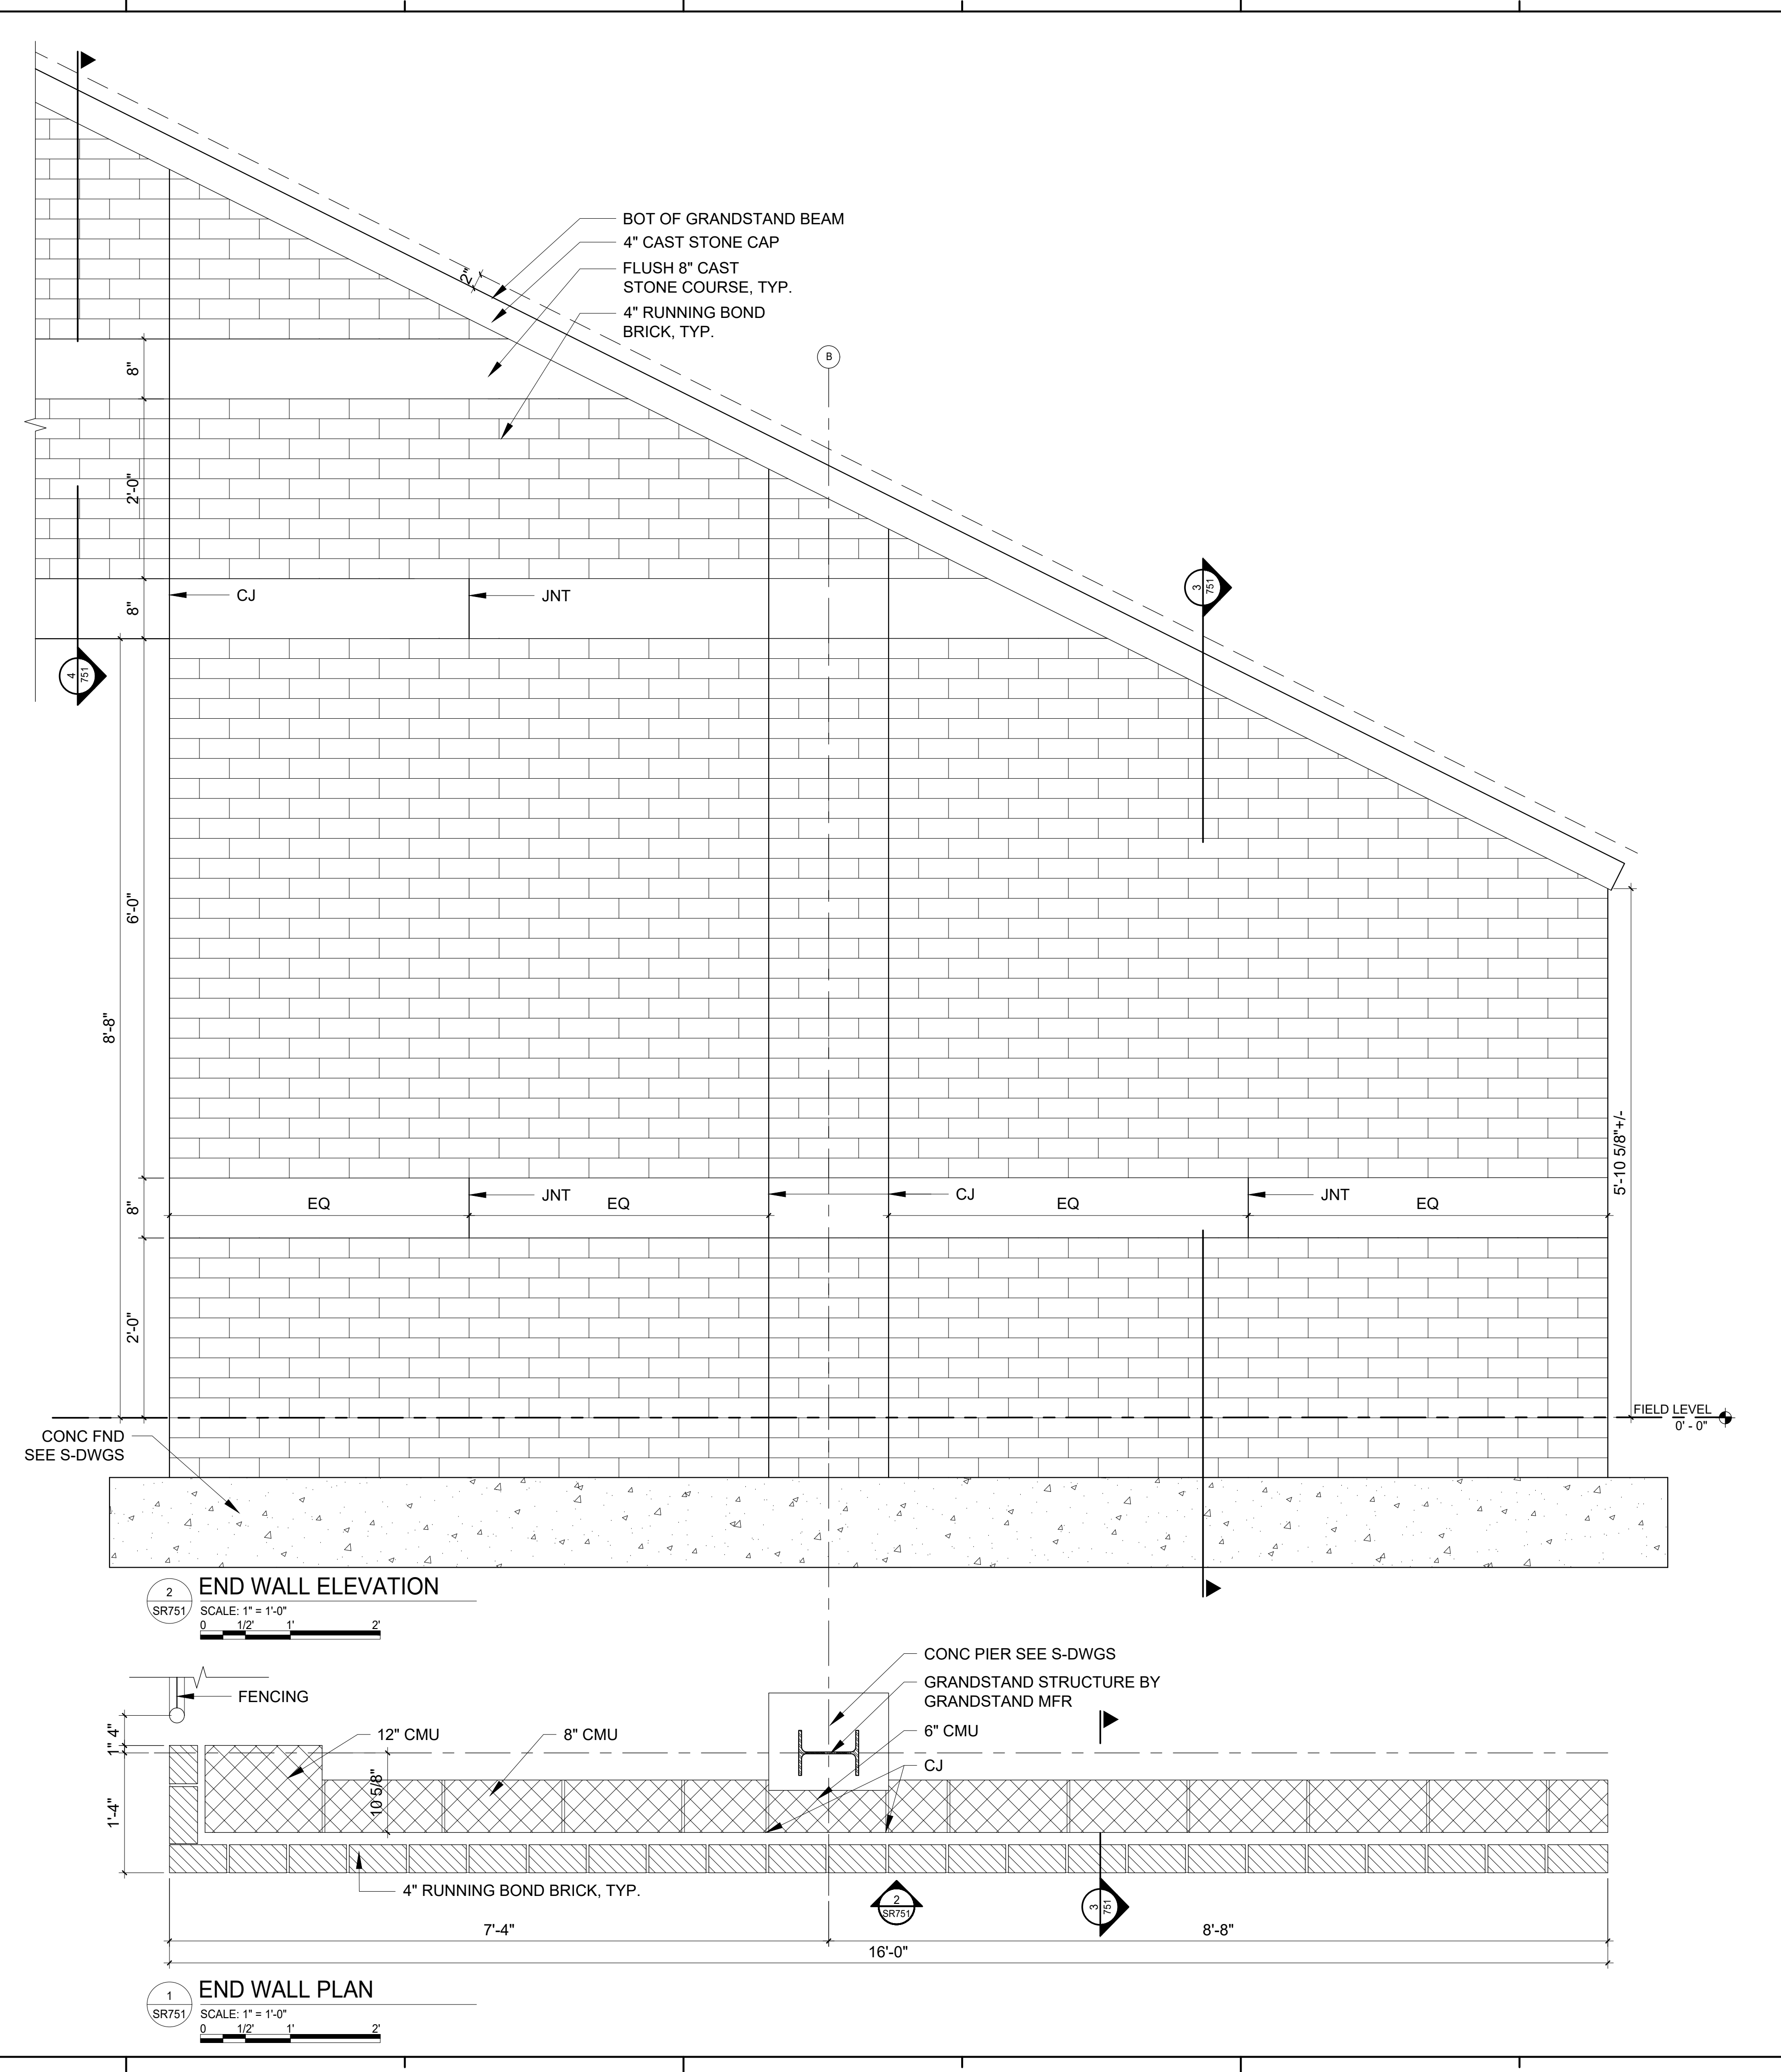 BOT OF GRANDSTAND BEAM
4" CAST STONE CAP
FLUSH 8" CAST
STONE COURSE, TYP.
4" RUNNING BOND
BRICK, TYP.
2"
B
8"
2'-0"
8"
CJ
JNT
3
751
4
751
6'-0"
8'-8"
5'-10 5/8"+/-
8"
EQ
JNT
EQ
CJ
EQ
JNT
EQ
2'-0"
FIELD LEVEL
0' - 0"
CONC FND
SEE S-DWGS
2
SR751
END WALL ELEVATION
SCALE: 1" = 1'-0"
0 1/2' 1' 2'
CONC PIER SEE S-DWGS
GRANDSTAND STRUCTURE BY
GRANDSTAND MFR
FENCING
6" CMU
12" CMU
8" CMU
CJ
4"
1"
10 5/8"
1'-4"
4" RUNNING BOND BRICK, TYP.
2
SR751
3
751
7'-4"
8'-8"
16'-0"
1
SR751
END WALL PLAN
SCALE: 1" = 1'-0"
0 1/2' 1' 2'